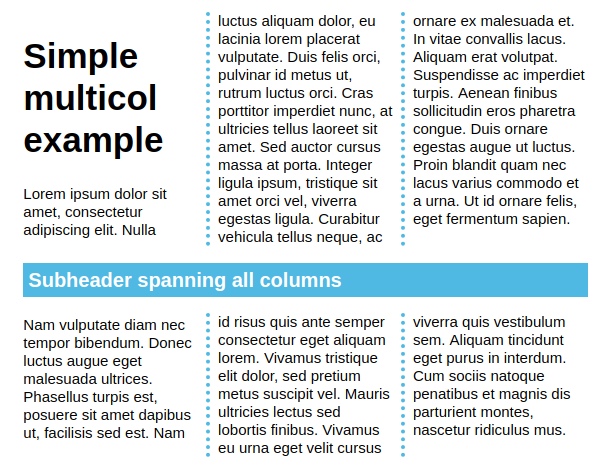 Simple
multicol
example
Lorem ipsum dolor sit
amet, consectetur
adipiscing elit. Nulla
luctus aliquam dolor, eu
lacinia lorem placerat
vulputate. Duis felis orci,
pulvinar id metus ut,
rutrum luctus orci. Cras
porttitor imperdiet nunc, at
ultricies tellus laoreet sit
amet. Sed auctor cursus
massa at porta. Integer
ligula ipsum, tristique sit
amet orci vel, viverra
egestas ligula. Curabitur
vehicula tellus neque, ac
ornare ex malesuada et.
In vitae convallis lacus.
Aliquam erat volutpat.
Suspendisse ac imperdiet
turpis. Aenean finibus
sollicitudin eros pharetra
congue. Duis ornare
egestas augue ut luctus.
Proin blandit quam nec
lacus varius commodo et
a urna. Ut id ornare felis,
eget fermentum sapien.
Subheader spanning all columns
Nam vulputate diam nec
tempor bibendum. Donec
luctus augue eget
malesuada ultrices.
Phasellus turpis est,
posuere sit amet dapibus
ut, facilisis sed est. Nam
id risus quis ante semper
consectetur eget aliquam
lorem. Vivamus tristique
elit dolor, sed pretium
metus suscipit vel. Mauris
ultricies lectus sed
lobortis finibus. Vivamus
eu urna eget velit cursus
viverra quis vestibulum
sem. Aliquam tincidunt
eget purus in interdum.
Cum sociis natoque
penatibus et magnis dis
parturient montes,
nascetur ridiculus mus.